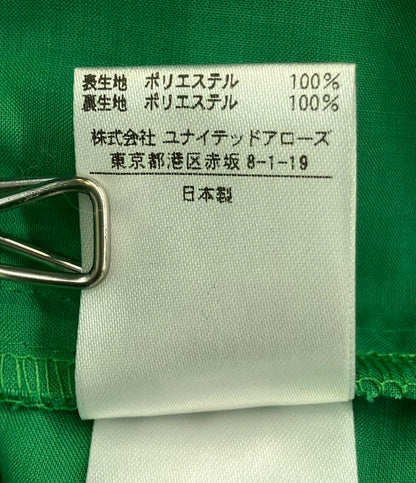 表生地 ポリエステル 100%
裏生地 ポリエステル 100%
株式会社 ユナイテッドアローズ
東京都港区赤坂 8-1-19
日本製